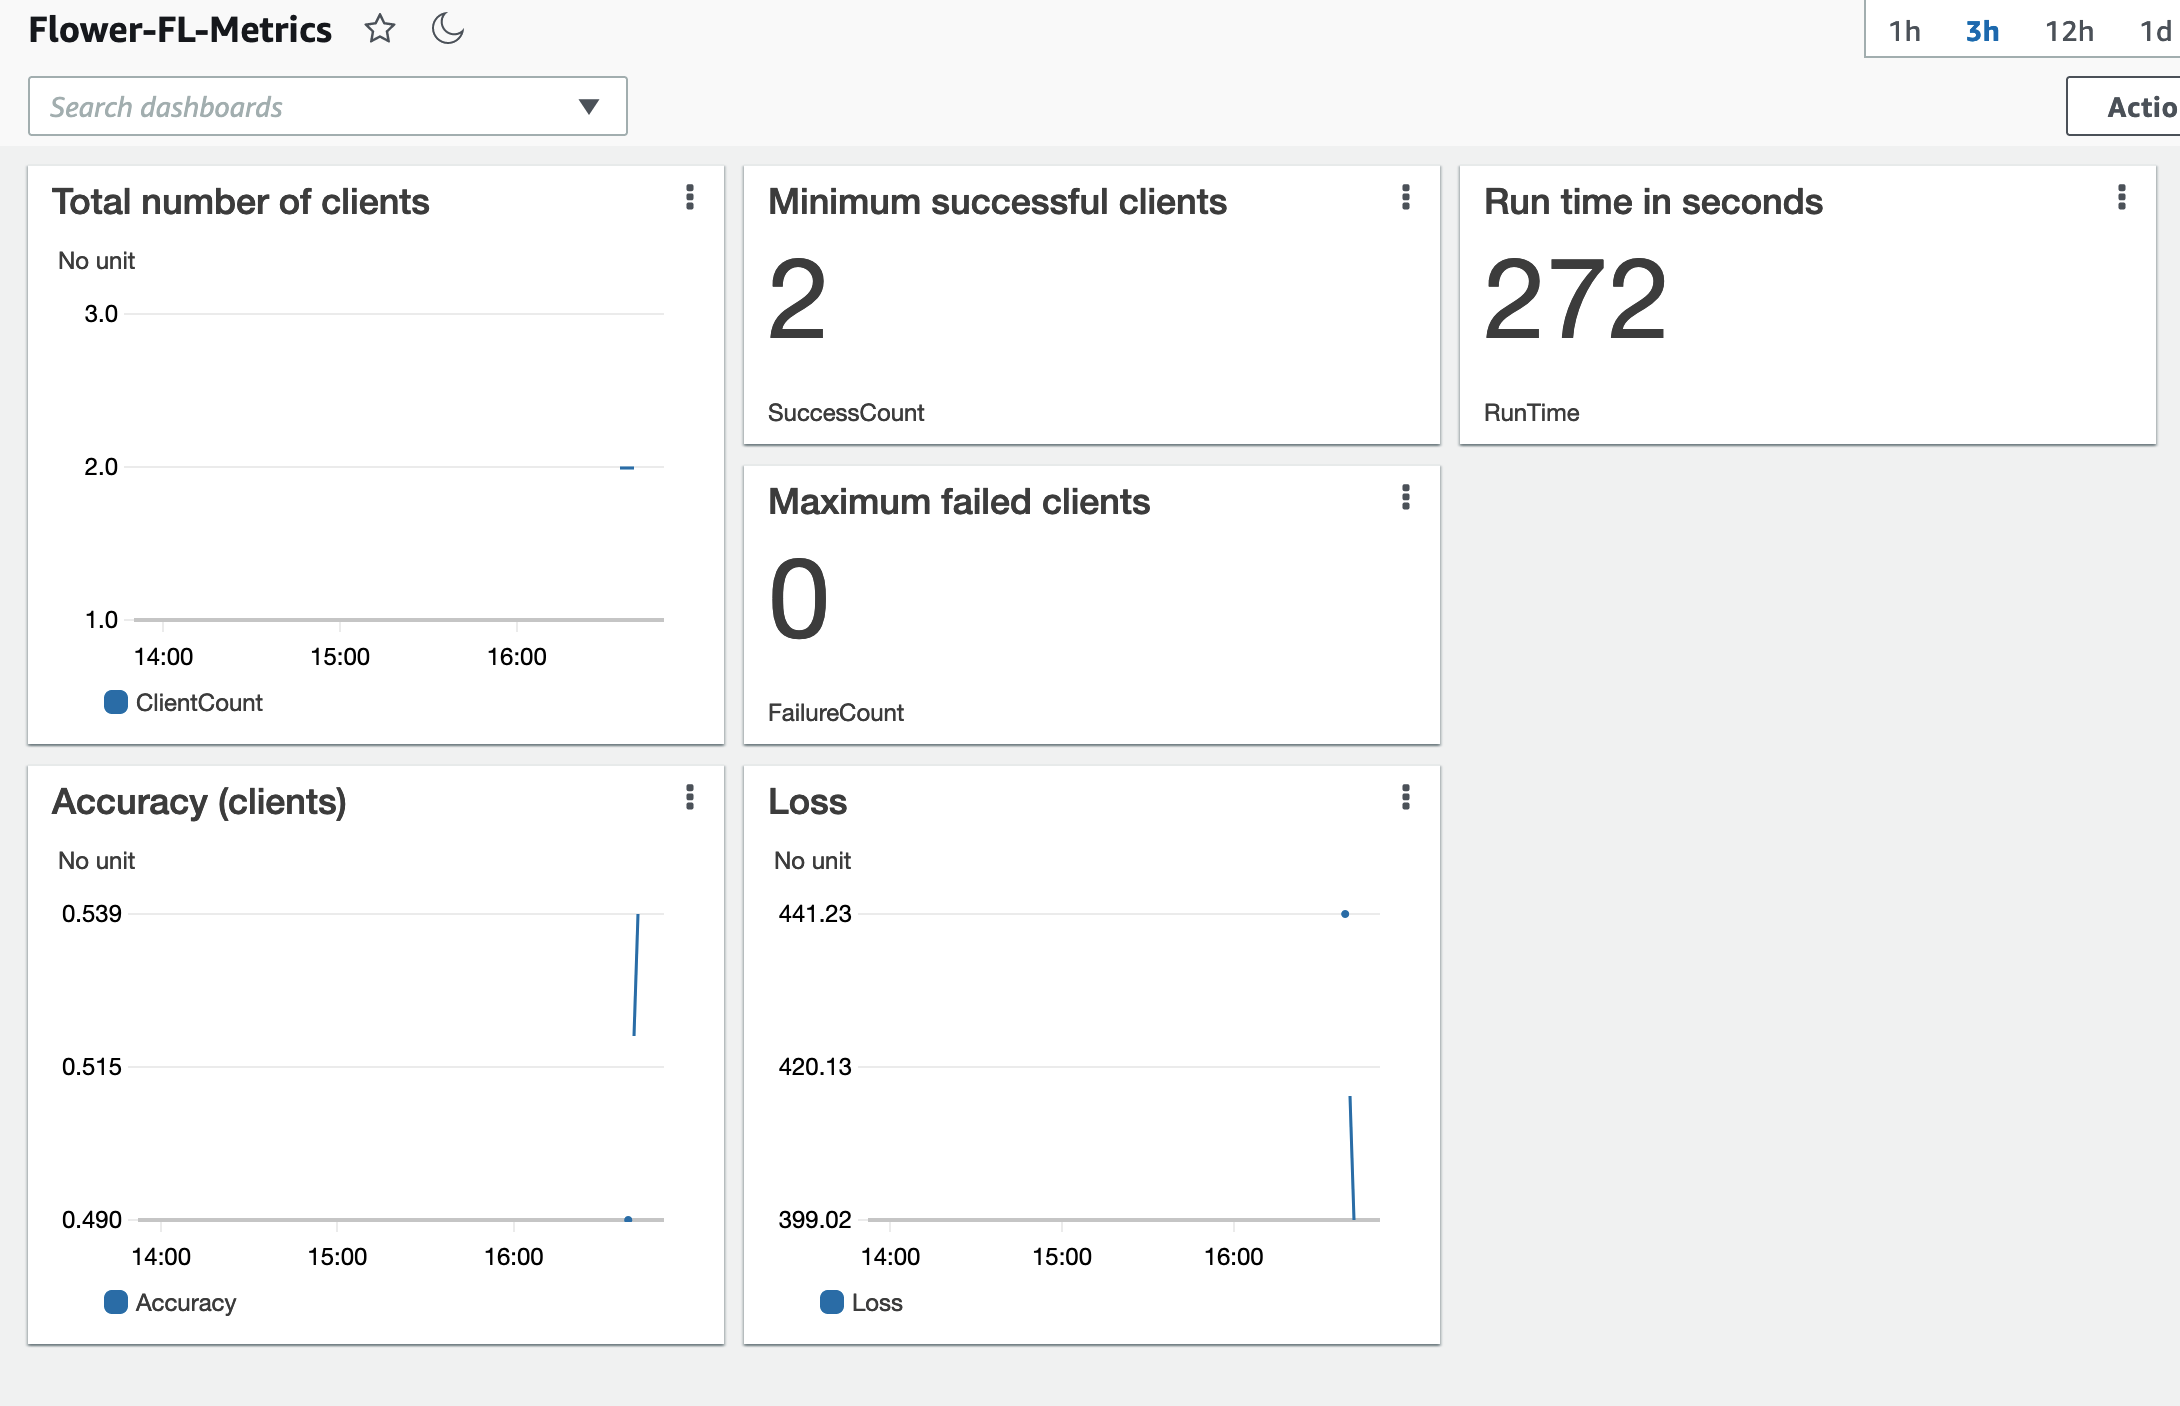 Flower-FL-Metrics
1h 3h 12h 1d
Search dashboards
Actio
Total number of clients
No unit
3.0
2.0
1.0
14:00 15:00 16:00
ClientCount
Minimum successful clients
2
SuccessCount
Run time in seconds
272
RunTime
Maximum failed clients
0
FailureCount
Accuracy (clients)
No unit
0.539
0.515
0.490
14:00 15:00 16:00
Accuracy
Loss
No unit
441.23
420.13
399.02
14:00 15:00 16:00
Loss